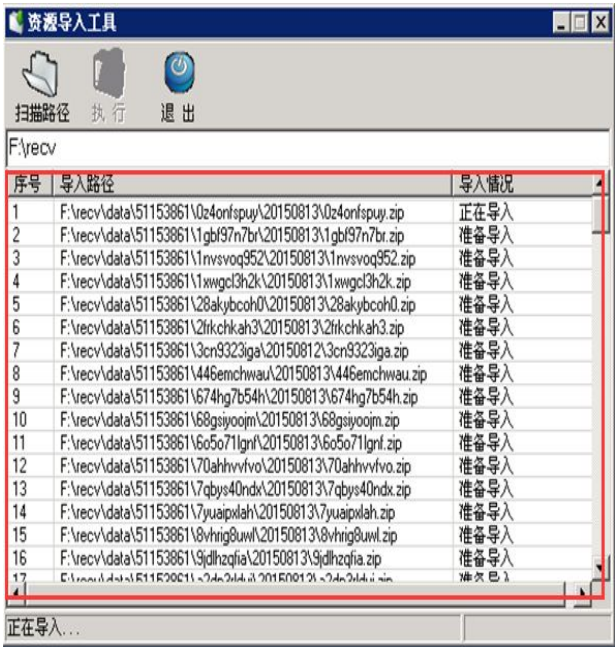 资源导入工具
扫描路径 执行 退出
F:\recv
序号 导入路径 导入情况
1 F:\recv\data\51153861\0z4onfspuy\20150813\0z4onfspuy.zip 正在导入
2 F:\recv\data\51153861\1gbf97n7br\20150813\1gbf97n7br.zip 准备导入
3 F:\recv\data\51153861\1nvsvoq952\20150813\1nvsvoq952.zip 准备导入
4 F:\recv\data\51153861\1xwgcl3h2k\20150813\1xwgcl3h2k.zip 准备导入
5 F:\recv\data\51153861\28akybcoh0\20150813\28akybcoh0.zip 准备导入
6 F:\recv\data\51153861\2frkchkah3\20150813\2frkchkah3.zip 准备导入
7 F:\recv\data\51153861\3cn9323iga\20150812\3cn9323iga.zip 准备导入
8 F:\recv\data\51153861\446emchwau\20150813\446emchwau.zip 准备导入
9 F:\recv\data\51153861\674hg7b54h\20150813\674hg7b54h.zip 准备导入
10 F:\recv\data\51153861\68gsiyoojm\20150813\68gsiyoojm.zip 准备导入
11 F:\recv\data\51153861\6o5o71lgnf\20150813\6o5o71lgnf.zip 准备导入
12 F:\recv\data\51153861\70ahhvvfvo\20150813\70ahhvvfvo.zip 准备导入
13 F:\recv\data\51153861\7qbys40ndx\20150813\7qbys40ndx.zip 准备导入
14 F:\recv\data\51153861\7yuaipxlah\20150813\7yuaipxlah.zip 准备导入
15 F:\recv\data\51153861\8vhrig8uwl\20150813\8vhrig8uwl.zip 准备导入
16 F:\recv\data\51153861\9jdlhzqfia\20150813\9jdlhzqfia.zip 准备导入
17 准备导入
正在导入...